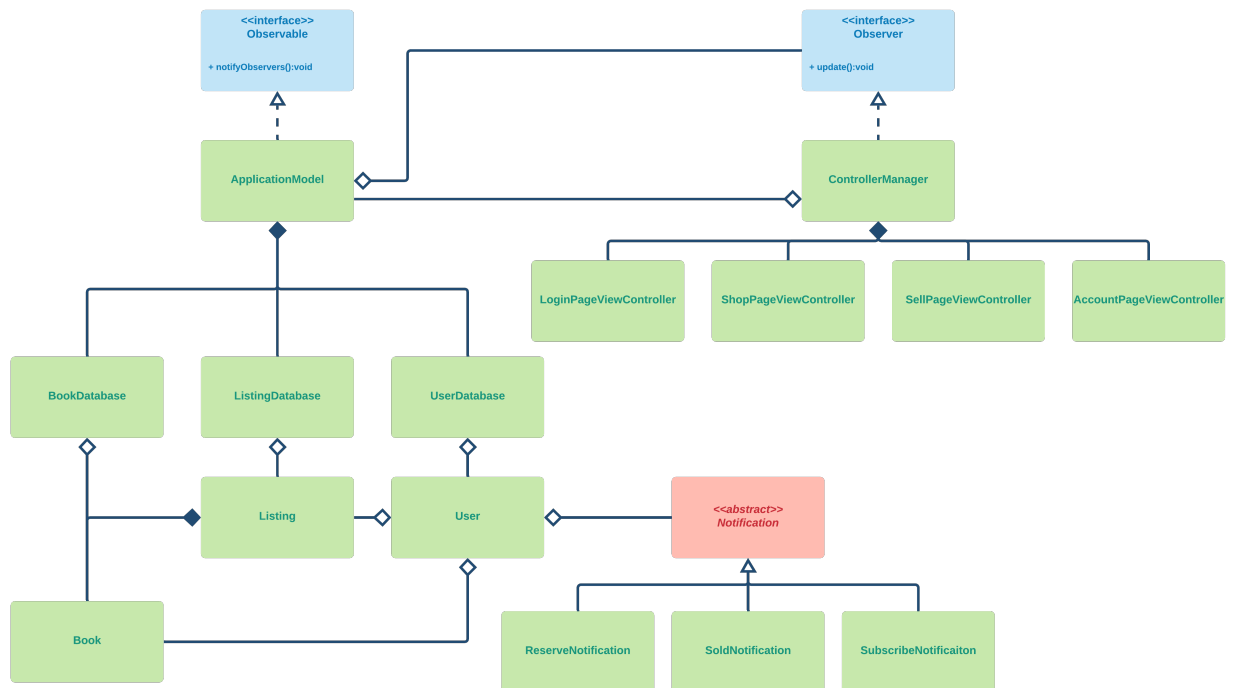 <<interface>>
Observable
+ notifyObservers():void
<<interface>>
Observer
+ update():void
ApplicationModel
ControllerManager
LoginPageViewController
ShopPageViewController
SellPageViewController
AccountPageViewController
BookDatabase
ListingDatabase
UserDatabase
Listing
User
<<abstract>>
Notification
Book
ReserveNotification
SoldNotification
SubscribeNotificaiton